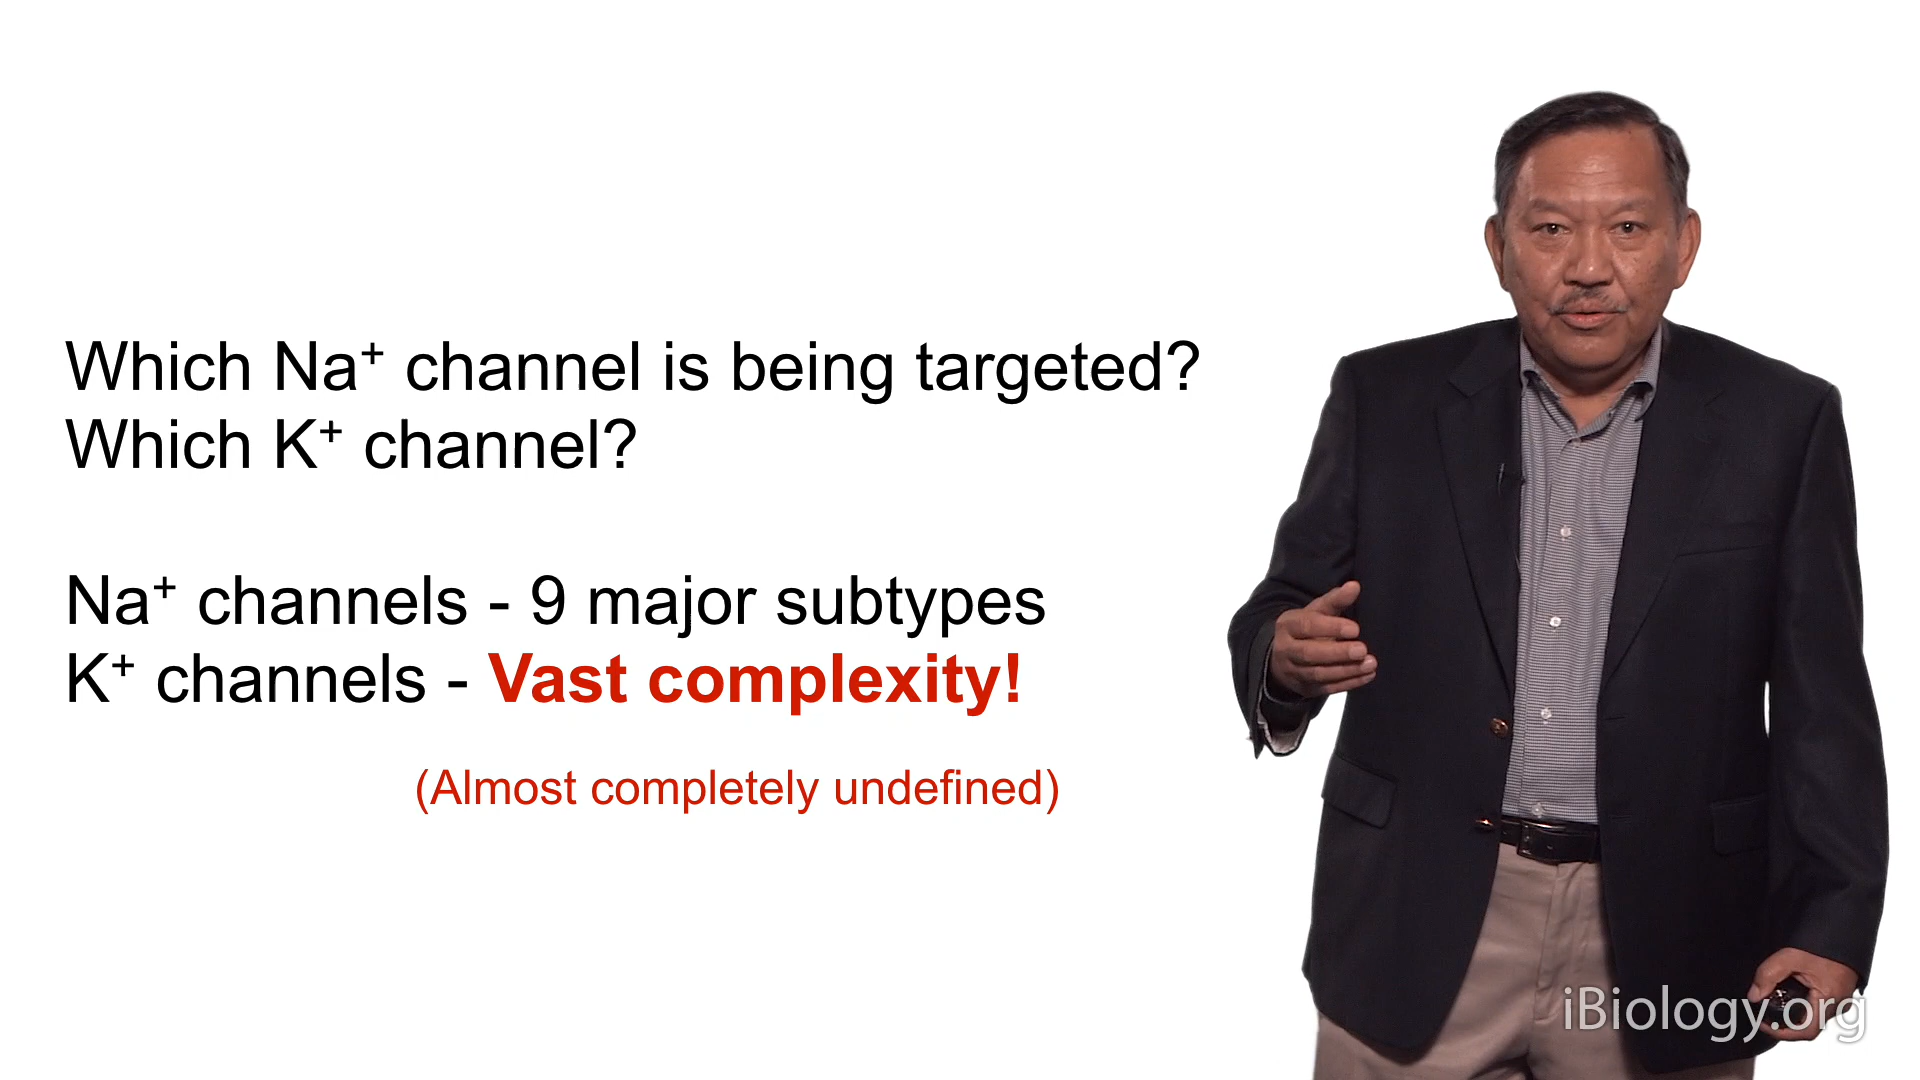 Which Na⁺ channel is being targeted?
Which K⁺ channel?
Na⁺ channels - 9 major subtypes
K⁺ channels - Vast complexity!
(Almost completely undefined)
iBiology.org